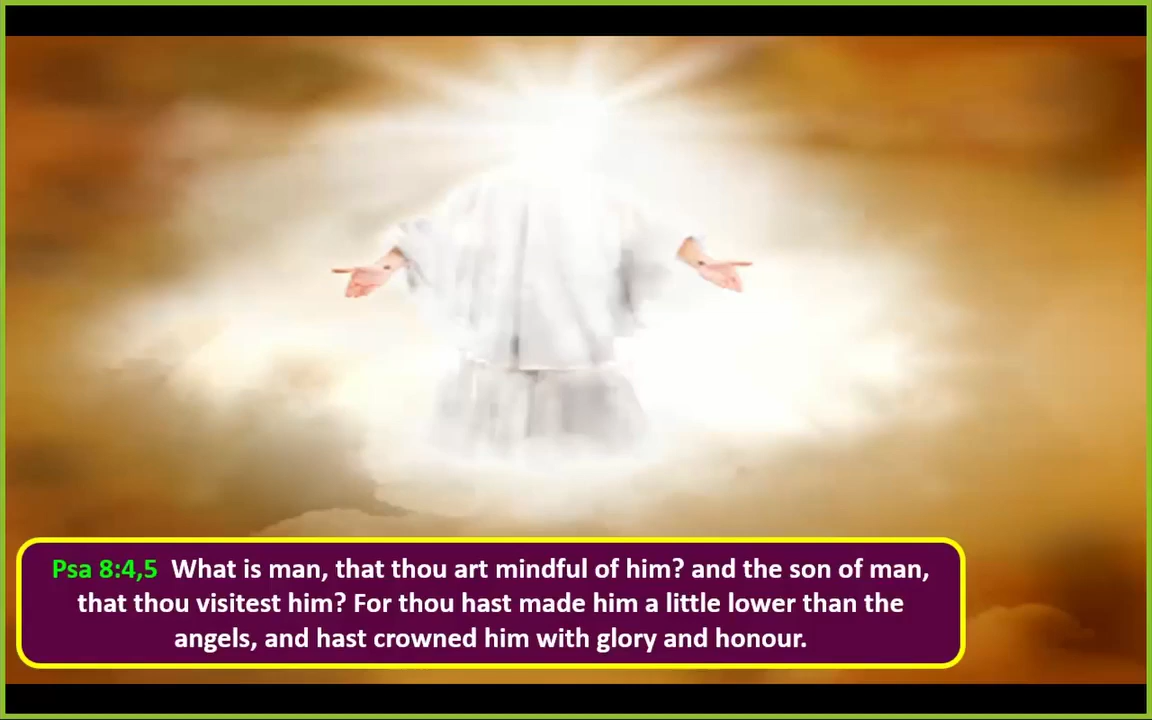 Psa 8:4,5 What is man, that thou art mindful of him? and the son of man,
that thou visitest him? For thou hast made him a little lower than the
angels, and hast crowned him with glory and honour.